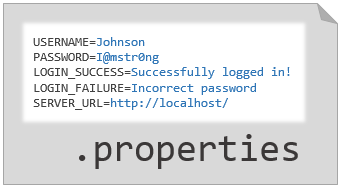 USERNAME=Johnson
PASSWORD=I@mstr0ng
LOGIN_SUCCESS=Successfully logged in!
LOGIN_FAILURE=Incorrect password
SERVER_URL=http://localhost/
.properties